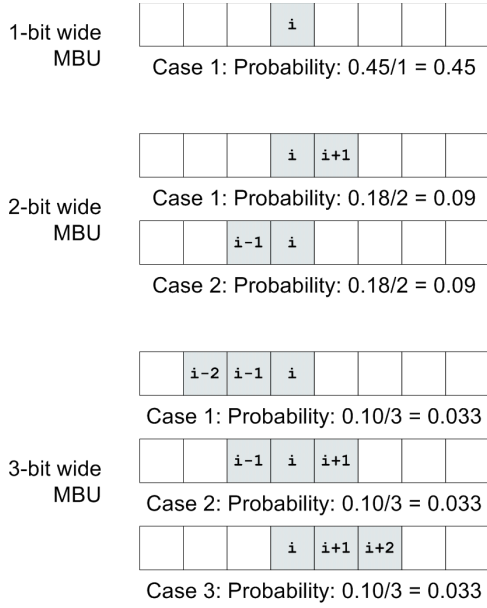 1-bit wide
MBU
i
Case 1: Probability: 0.45/1 = 0.45
2-bit wide
MBU
i i+1
Case 1: Probability: 0.18/2 = 0.09
i-1 i
Case 2: Probability: 0.18/2 = 0.09
3-bit wide
MBU
i-2 i-1 i
Case 1: Probability: 0.10/3 = 0.033
i-1 i i+1
Case 2: Probability: 0.10/3 = 0.033
i i+1 i+2
Case 3: Probability: 0.10/3 = 0.033